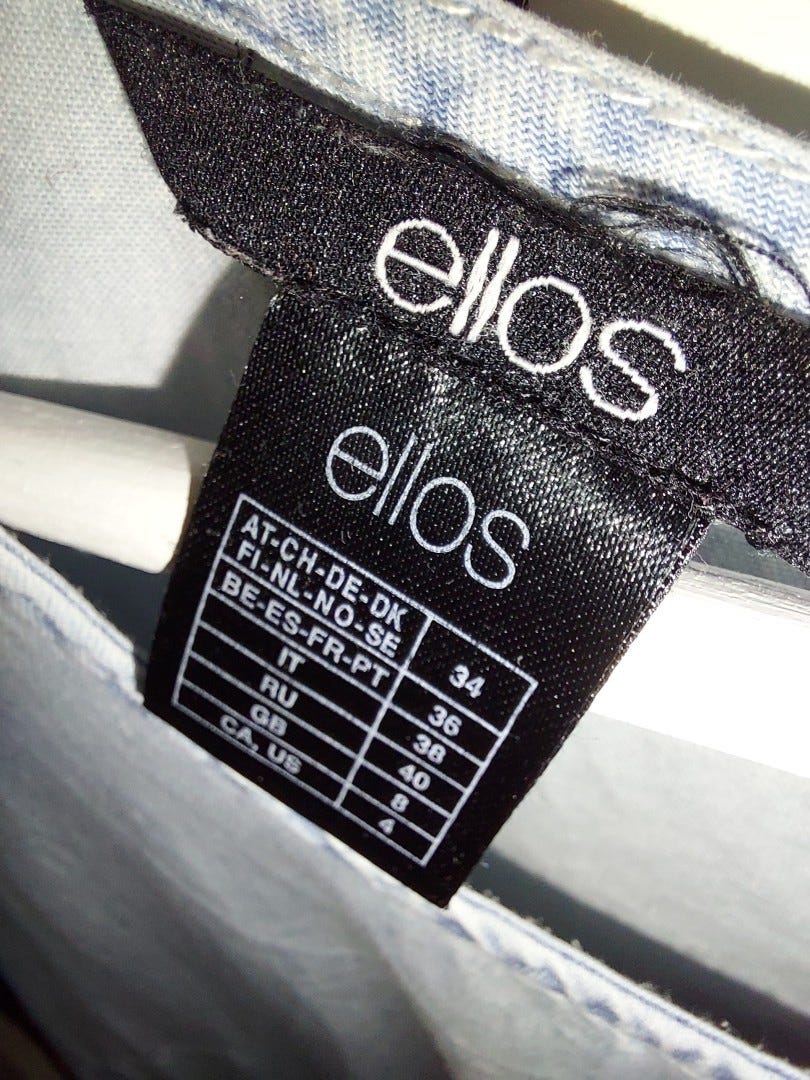 ellos
ellos
AT-CH-DE-DK
FI-NL-NO-SE 34
BE-ES-FR-PT 36
IT 38
RU 40
GB 8
CA, US 4